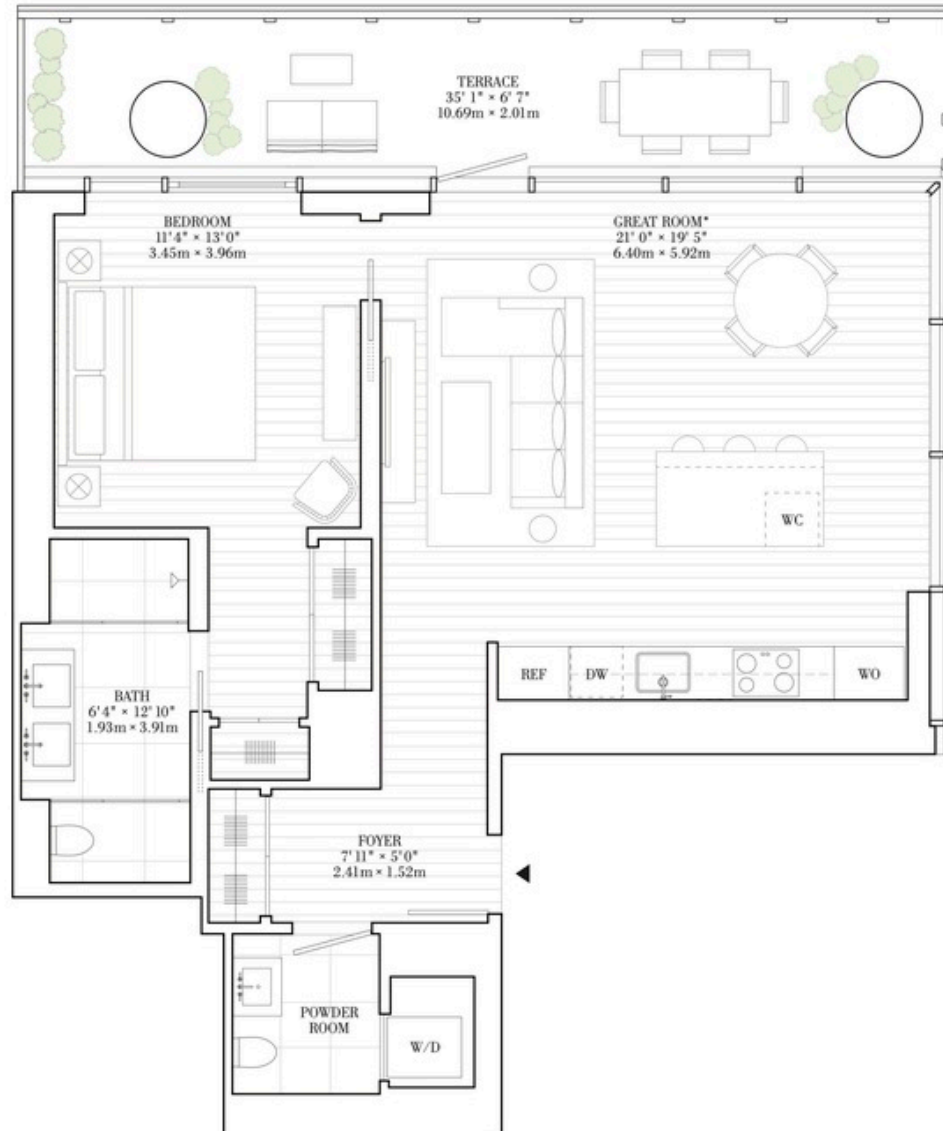 TERRACE
35' 1" × 6' 7"
10.69m × 2.01m
BEDROOM
11'4" × 13'0"
3.45m × 3.96m
GREAT ROOM*
21' 0" × 19' 5"
6.40m × 5.92m
WC
REF
DW
WO
BATH
6'4" × 12' 10"
1.93m × 3.91m
FOYER
7' 11" × 5'0"
2.41m × 1.52m
POWDER
ROOM
W/D